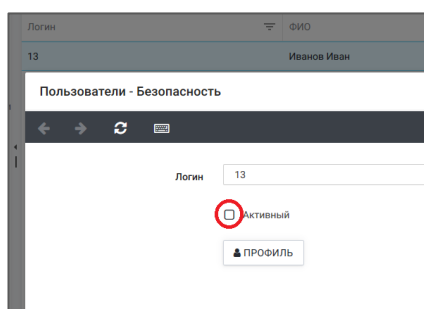 Логин ФИО
13 Иванов Иван
Пользователи - Безопасность
Логин 13
Активный
ПРОФИЛЬ